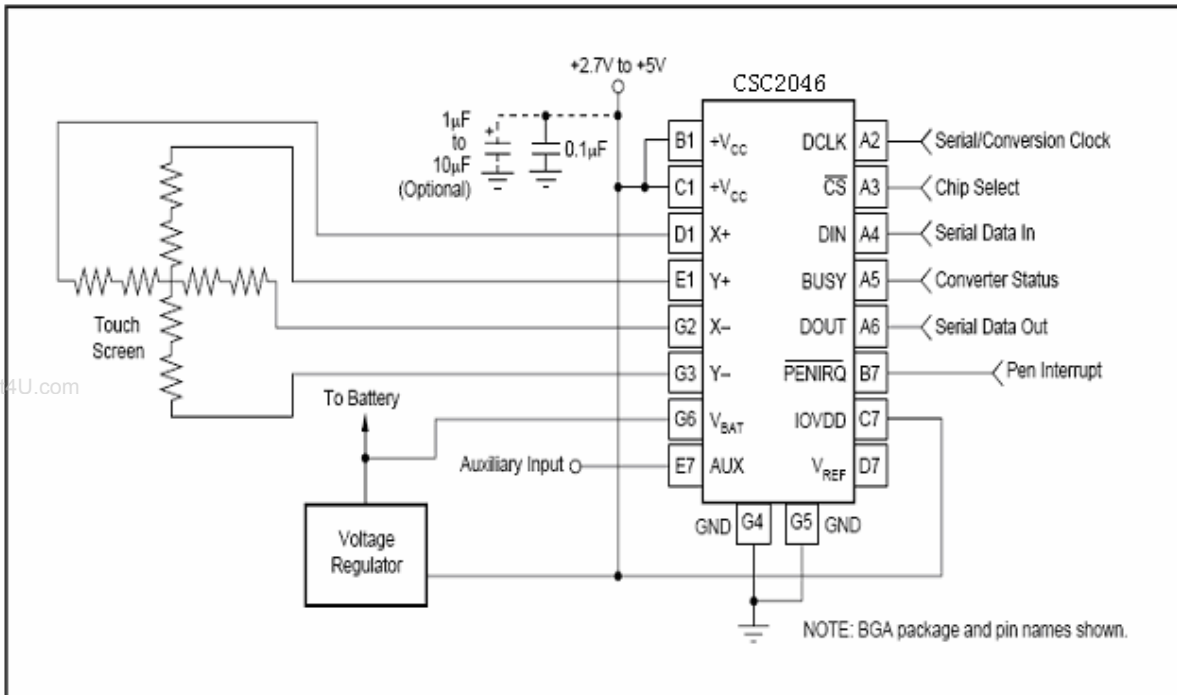 +2.7V to +5V
CSC2046
1µF
to
10µF
(Optional)
0.1µF
B1 +VCC
C1 +VCC
D1 X+
E1 Y+
G2 X–
G3 Y–
G6 VBAT
E7 AUX
DCLK A2 Serial/Conversion Clock
CS A3 Chip Select
DIN A4 Serial Data In
BUSY A5 Converter Status
DOUT A6 Serial Data Out
PENIRQ B7 Pen Interrupt
IOVDD C7
VREF D7
GND G4 G5 GND
Touch
Screen
t4U.com
To Battery
Auxiliary Input
Voltage
Regulator
NOTE: BGA package and pin names shown.